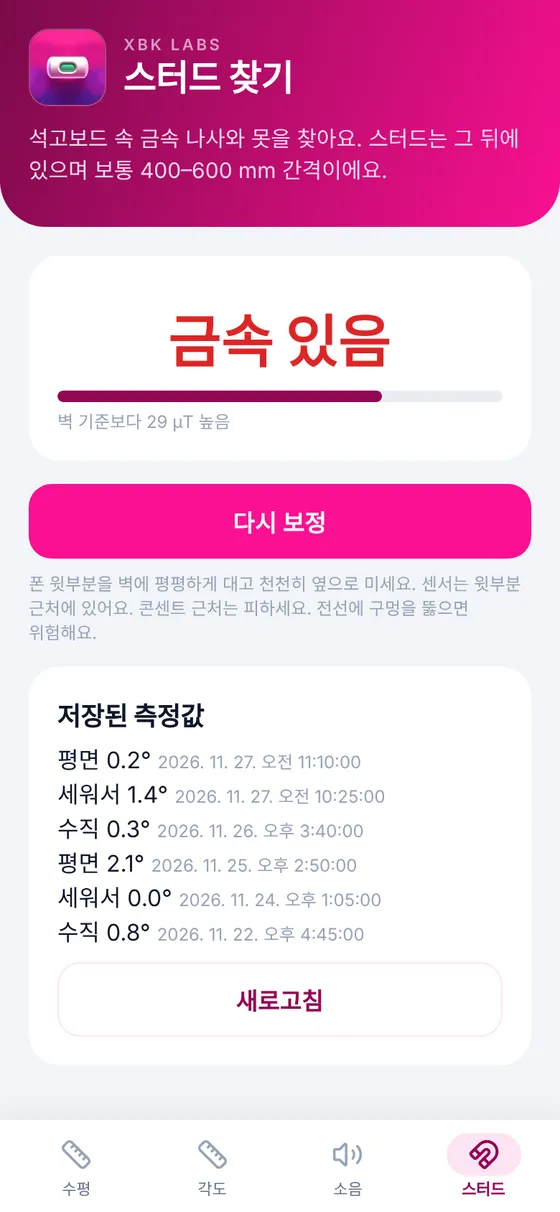 XBK LABS
스터드 찾기
석고보드 속 금속 나사와 못을 찾아요. 스터드는 그 뒤에
있으며 보통 400–600 mm 간격이에요.
금속 있음
벽 기준보다 29 µT 높음
다시 보정
폰 윗부분을 벽에 평평하게 대고 천천히 옆으로 미세요. 센서는 윗부분
근처에 있어요. 콘센트 근처는 피하세요. 전선에 구멍을 뚫으면
위험해요.
저장된 측정값
평면 0.2° 2026. 11. 27. 오전 11:10:00
세워서 1.4° 2026. 11. 27. 오전 10:25:00
수직 0.3° 2026. 11. 26. 오후 3:40:00
평면 2.1° 2026. 11. 25. 오후 2:50:00
세워서 0.0° 2026. 11. 24. 오후 1:05:00
수직 0.8° 2026. 11. 22. 오후 4:45:00
새로고침
수평
각도
소음
스터드